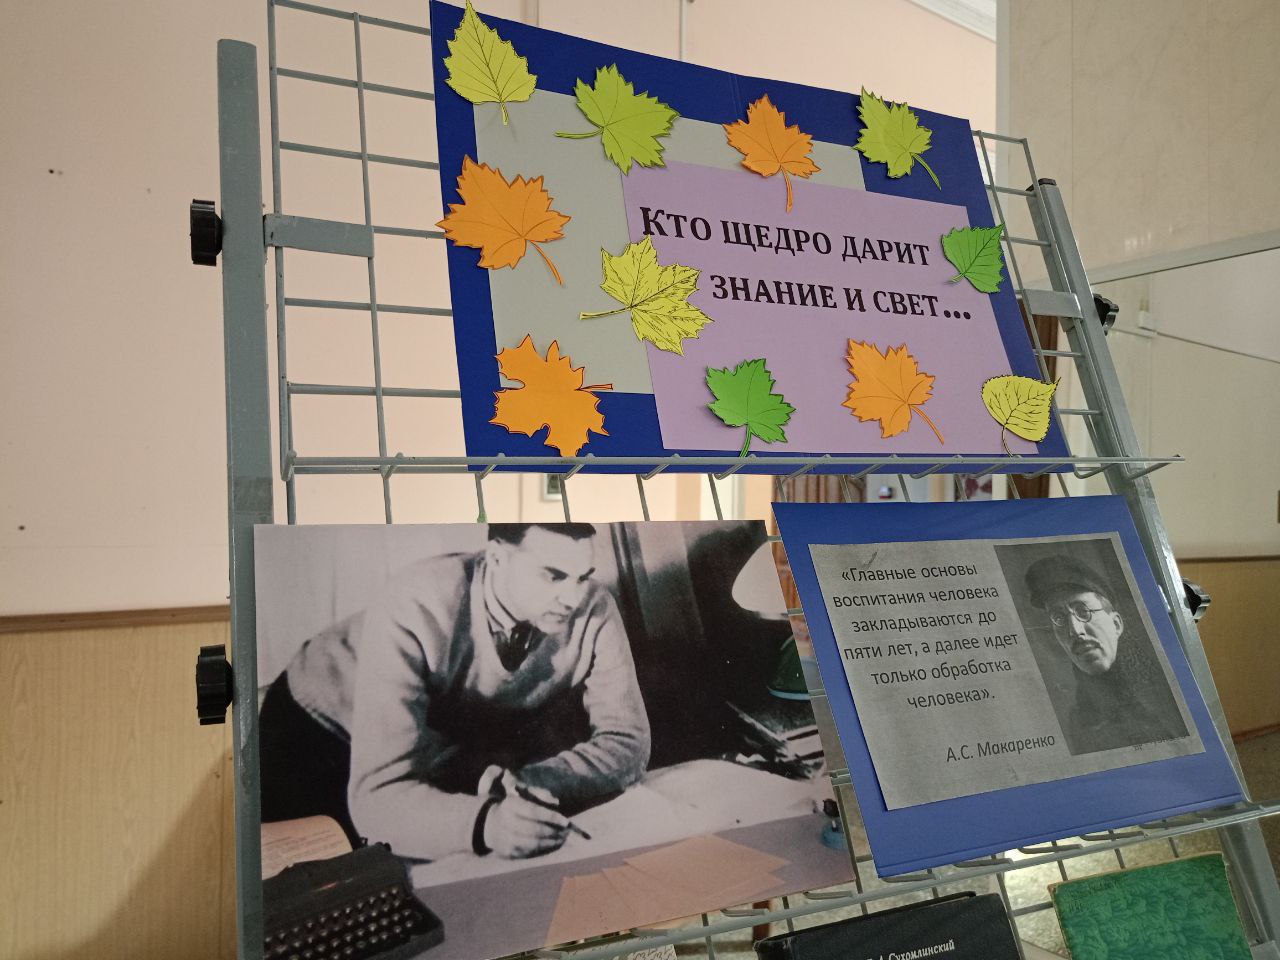 КТО ЩЕДРО ДАРИТ
ЗНАНИЕ И СВЕТ...
«Главные основы
воспитания человека
закладываются до
пяти лет, а далее идет
только обработка
человека».
А.С. Макаренко
Сухомлинский